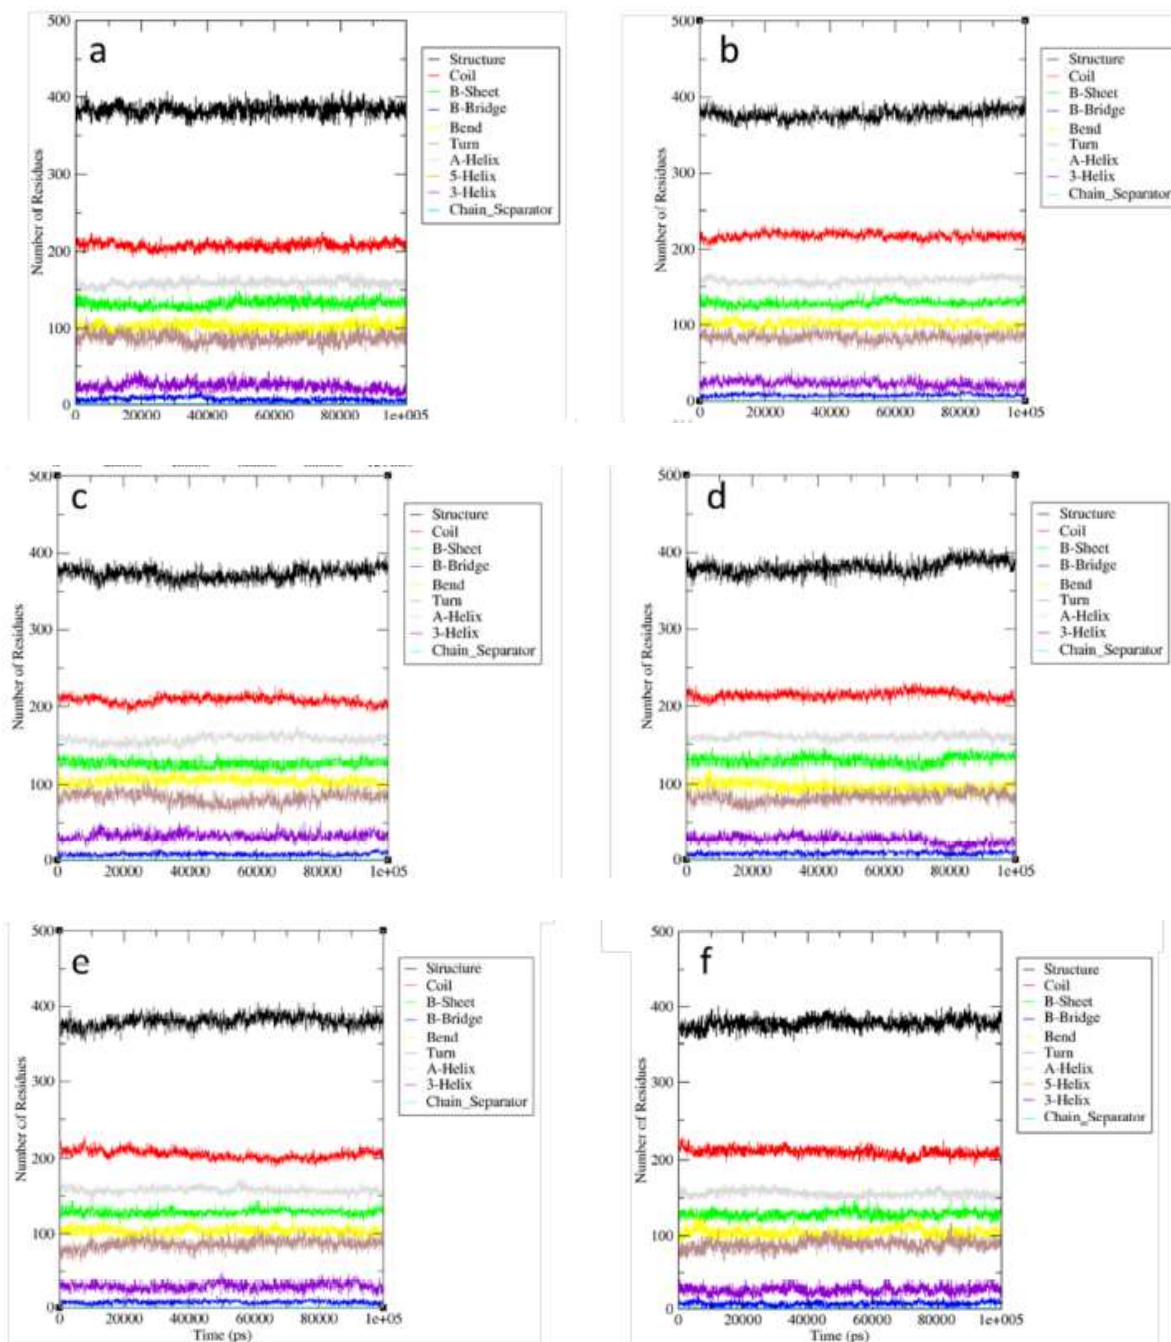 a
500
400
300
200
100
0
Number of Residues
0 20000 40000 60000 80000 1e+005
Structure
Coil
B-Sheet
B-Bridge
Bend
Turn
A-Helix
5-Helix
3-Helix
Chain_Separator
b
500
400
300
200
100
0
Number of Residues
0 20000 40000 60000 80000 1e+005
Structure
Coil
B-Sheet
B-Bridge
Bend
Turn
A-Helix
5-Helix
3-Helix
Chain_Separator
c
500
400
300
200
100
0
Number of Residues
0 20000 40000 60000 80000 1e+05
Structure
Coil
B-Sheet
B-Bridge
Bend
Turn
A-Helix
3-Helix
Chain_Separator
d
500
400
300
200
100
0
Number of Residues
0 20000 40000 60000 80000 1e+05
Structure
Coil
B-Sheet
B-Bridge
Bend
Turn
A-Helix
3-Helix
Chain_Separator
e
500
400
300
200
100
0
Number of Residues
0 20000 40000 60000 80000 1e+005
Time (ps)
Structure
Coil
B-Sheet
B-Bridge
Bend
Turn
A-Helix
3-Helix
Chain_Separator
f
500
400
300
200
100
0
Number of Residues
0 20000 40000 60000 80000 1e+005
Time (ps)
Structure
Coil
B-Sheet
B-Bridge
Bend
Turn
A-Helix
5-Helix
3-Helix
Chain_Separator